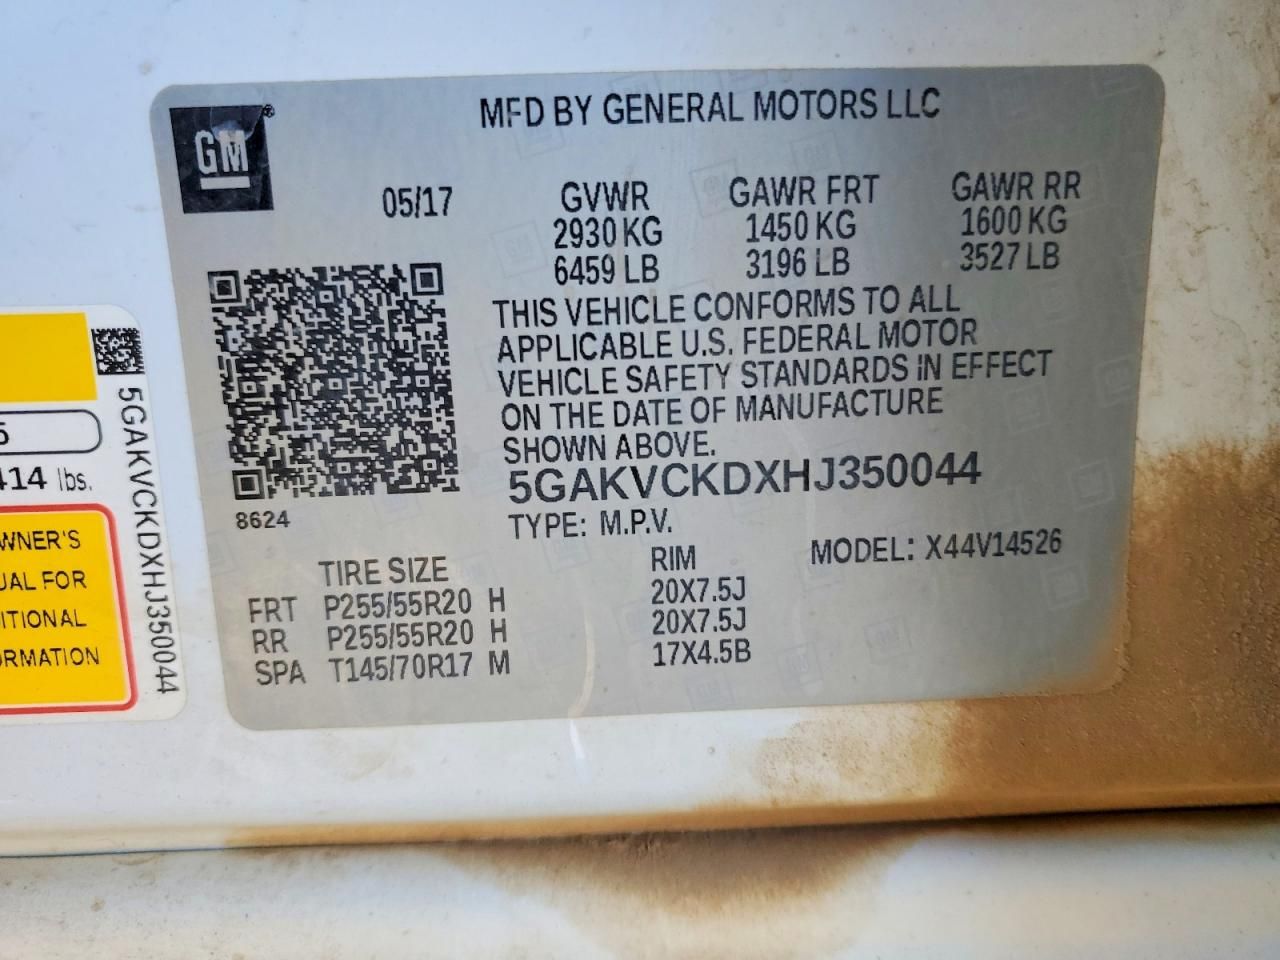 GM®
MFD BY GENERAL MOTORS LLC
05/17
GVWR GAWR FRT GAWR RR
2930 KG 1450 KG 1600 KG
6459 LB 3196 LB 3527 LB
THIS VEHICLE CONFORMS TO ALL
APPLICABLE U.S. FEDERAL MOTOR
VEHICLE SAFETY STANDARDS IN EFFECT
ON THE DATE OF MANUFACTURE
SHOWN ABOVE.
5GAKVCKDXHJ350044
8624
TYPE: M.P.V.
MODEL: X44V14526
TIRE SIZE RIM
FRT P255/55R20 H 20X7.5J
RR P255/55R20 H 20X7.5J
SPA T145/70R17 M 17X4.5B
5GAKVCKDXHJ350044
414 lbs.
WNER'S
UAL FOR
ITIONAL
ORMATION